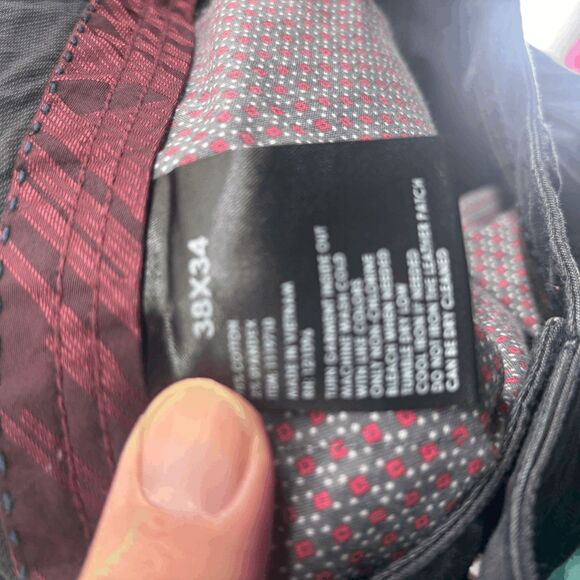 38X34
COTTON
SPANDEX
MADE IN VIETNAM
TURN GARMENT INSIDE OUT
MACHINE WASH COLD
WITH LIKE COLORS
ONLY NON-CHLORINE
BLEACH WHEN NEEDED
TUMBLE DRY LOW
COOL IRON IF NEEDED
DO NOT IRON THE LEATHER PATCH
CAN BE DRY CLEANED